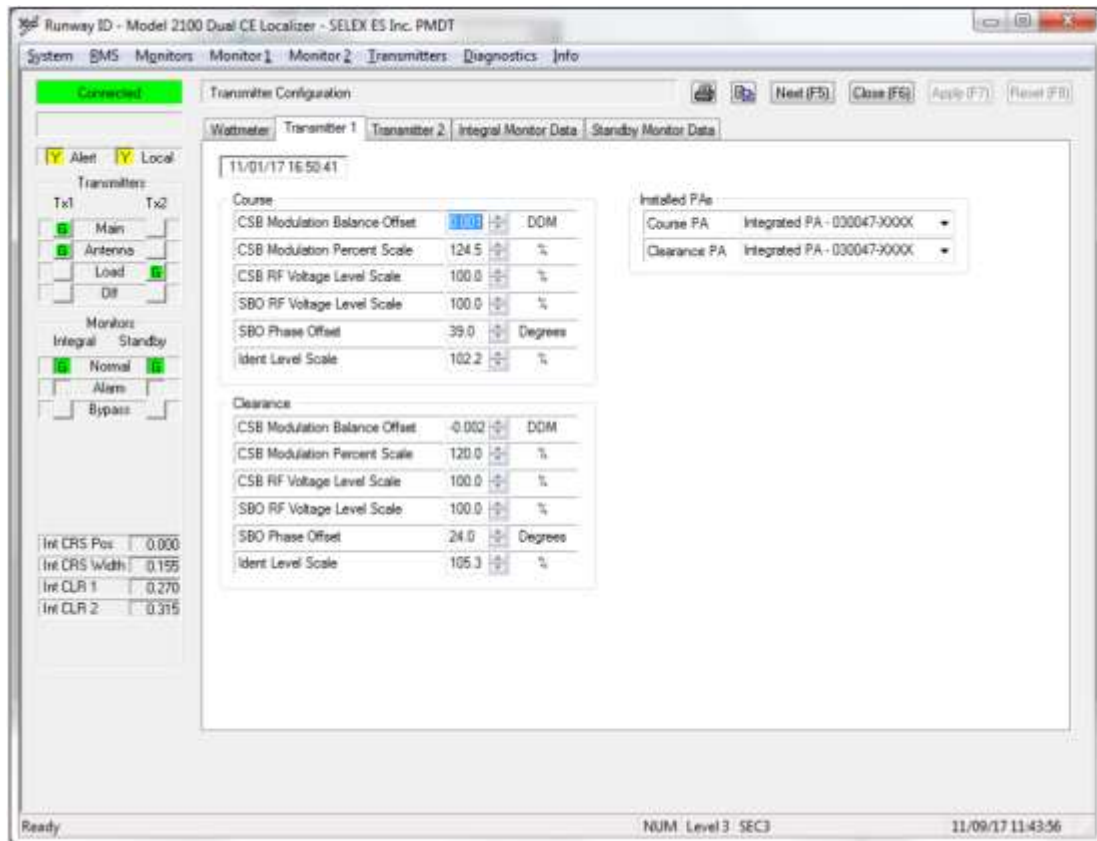 Runway ID - Model 2100 Dual CE Localizer - SELEX ES Inc. PMDT
System RMS Monitors Monitor 1 Monitor 2 Transmitters Diagnostics Info
Connected
Transmitter Configuration
Next (F5) Close (F6) Apply (F7) Reset (F8)
Wattmeter Transmitter 1 Transmitter 2 Integral Monitor Data Standby Monitor Data
Y Alert Y Local
Transmitters
Tx1 Tx2
G Main
G Antenna
Load G
Off
Monitors
Integral Standby
G Normal G
Alarm
Bypass
Int CRS Pos 0.000
Int CRS Width 0.155
Int CLR 1 0.270
Int CLR 2 0.315
11/01/17 16:50:41
Course
CSB Modulation Balance Offset 0.001 DDM
CSB Modulation Percent Scale 124.5 %
CSB RF Voltage Level Scale 100.0 %
SBO RF Voltage Level Scale 100.0 %
SBO Phase Offset 39.0 Degrees
Ident Level Scale 102.2 %
Clearance
CSB Modulation Balance Offset -0.002 DDM
CSB Modulation Percent Scale 120.0 %
CSB RF Voltage Level Scale 100.0 %
SBO RF Voltage Level Scale 100.0 %
SBO Phase Offset 24.0 Degrees
Ident Level Scale 105.3 %
Installed PAs
Course PA Integrated PA - 030047-XXXX
Clearance PA Integrated PA - 030047-XXXX
Ready NUM Level 3 SEC3 11/09/17 11:43:56